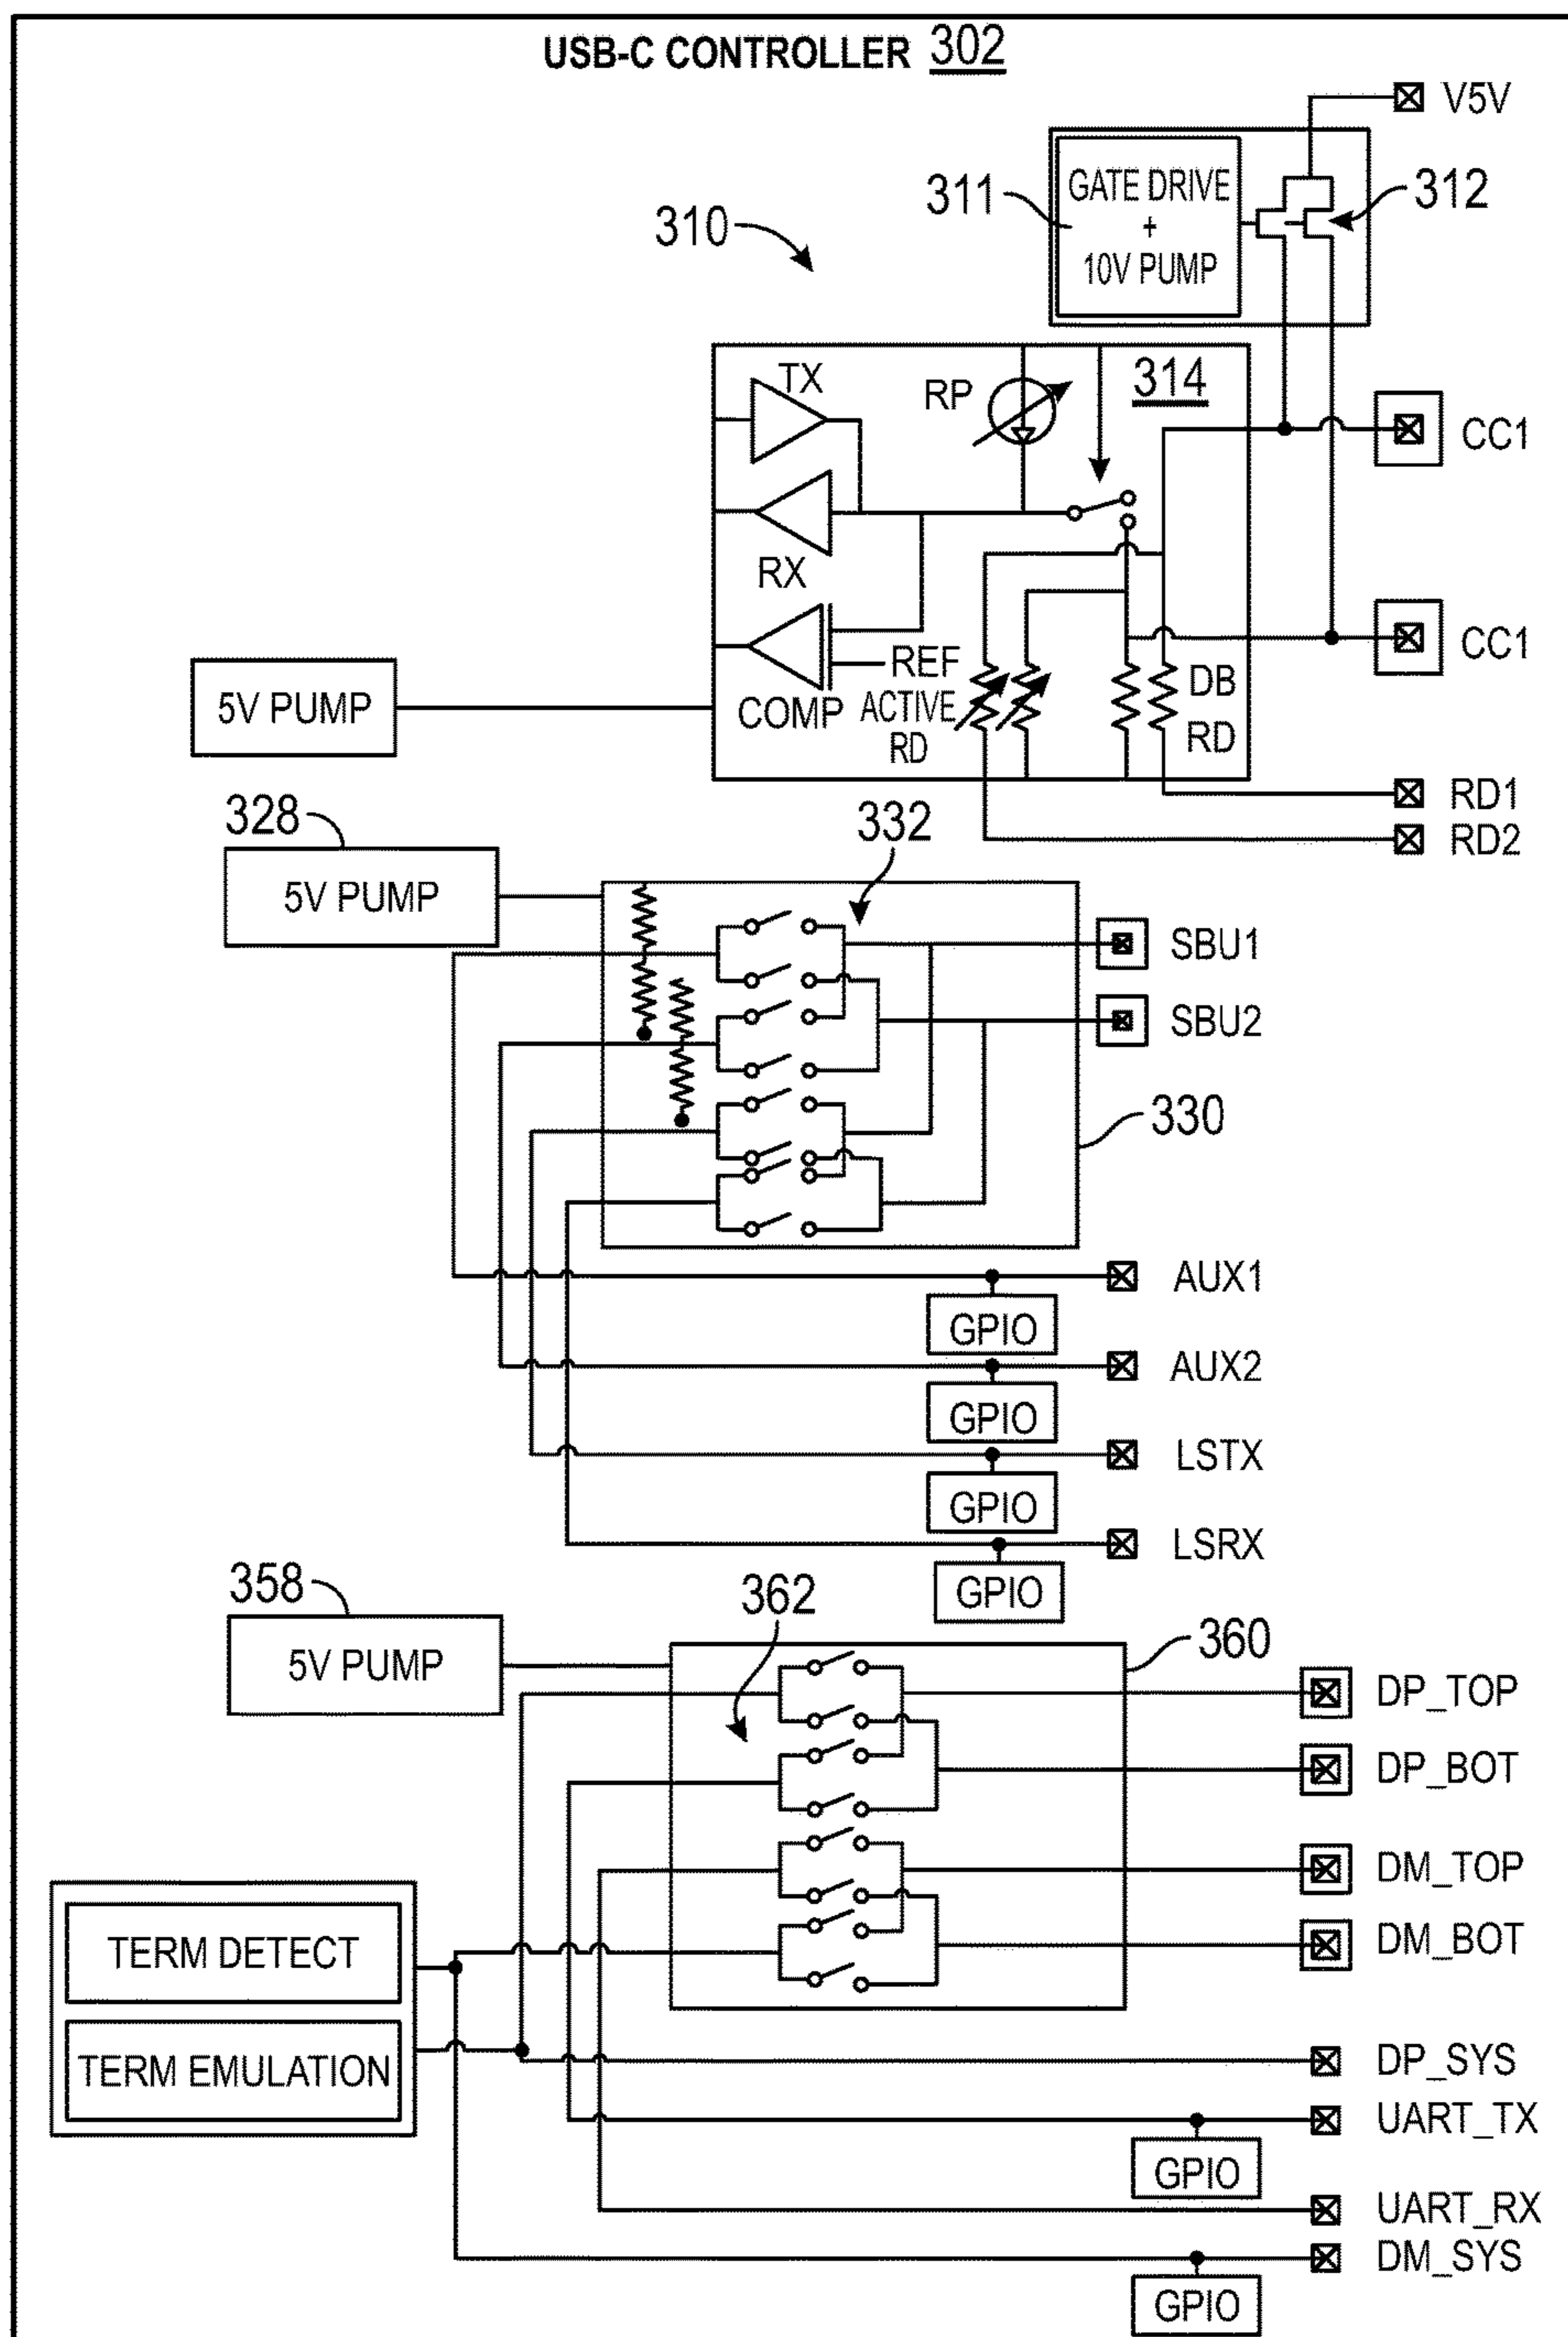 USB-C CONTROLLER 302
V5V
311
GATE DRIVE
+
10V PUMP
312
310
TX
RP
314
CC1
RX
CC1
REF
COMP
ACTIVE
RD
DB
RD
5V PUMP
RD1
RD2
328
5V PUMP
332
SBU1
SBU2
330
AUX1
GPIO
AUX2
GPIO
LSTX
GPIO
LSRX
GPIO
358
5V PUMP
362
360
DP_TOP
DP_BOT
DM_TOP
DM_BOT
TERM DETECT
TERM EMULATION
DP_SYS
UART_TX
GPIO
UART_RX
DM_SYS
GPIO